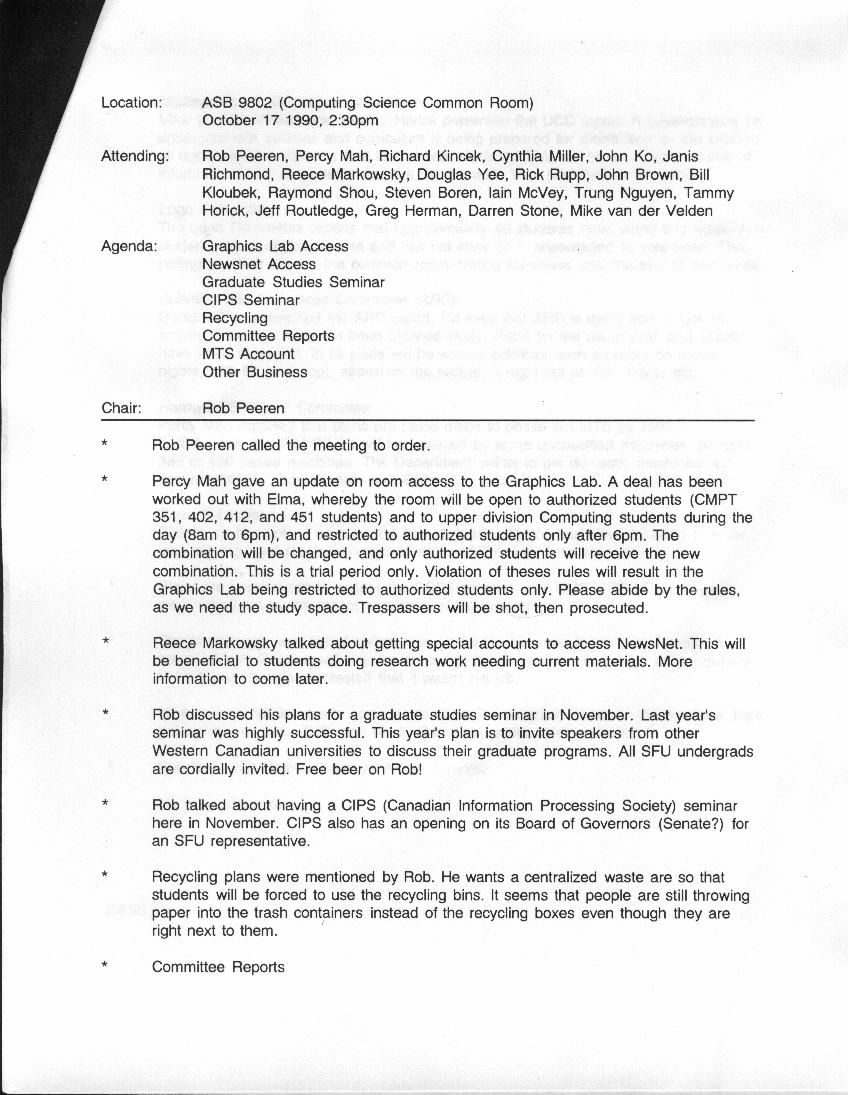 Location: ASB 9802 (Computing Science Common Room)
October 17 1990, 2:30pm
Attending: Rob Peeren, Percy Mah, Richard Kincek, Cynthia Miller, John Ko, Janis
Richmond, Reece Markowsky, Douglas Yee, Rick Rupp, John Brown, Bill
Kloubek, Raymond Shou, Steven Boren, Iain McVey, Trung Nguyen, Tammy
Horick, Jeff Routledge, Greg Herman, Darren Stone, Mike van der Velden
Agenda: Graphics Lab Access
Newsnet Access
Graduate Studies Seminar
CIPS Seminar
Recycling
Committee Reports
MTS Account
Other Business
Chair: Rob Peeren
* Rob Peeren called the meeting to order.
* Percy Mah gave an update on room access to the Graphics Lab. A deal has been
worked out with Elma, whereby the room will be open to authorized students (CMPT
351, 402, 412, and 451 students) and to upper division Computing students during the
day (8am to 6pm), and restricted to authorized students only after 6pm. The
combination will be changed, and only authorized students will receive the new
combination. This is a trial period only. Violation of theses rules will result in the
Graphics Lab being restricted to authorized students only. Please abide by the rules,
as we need the study space. Trespassers will be shot, then prosecuted.
* Reece Markowsky talked about getting special accounts to access NewsNet. This will
be beneficial to students doing research work needing current materials. More
information to come later.
* Rob discussed his plans for a graduate studies seminar in November. Last year's
seminar was highly successful. This year's plan is to invite speakers from other
Western Canadian universities to discuss their graduate programs. All SFU undergrads
are cordially invited. Free beer on Rob!
* Rob talked about having a CIPS (Canadian Information Processing Society) seminar
here in November. CIPS also has an opening on its Board of Governors (Senate?) for
an SFU representative.
* Recycling plans were mentioned by Rob. He wants a centralized waste are so that
students will be forced to use the recycling bins. It seems that people are still throwing
paper into the trash containers instead of the recycling boxes even though they are
right next to them.
* Committee Reports